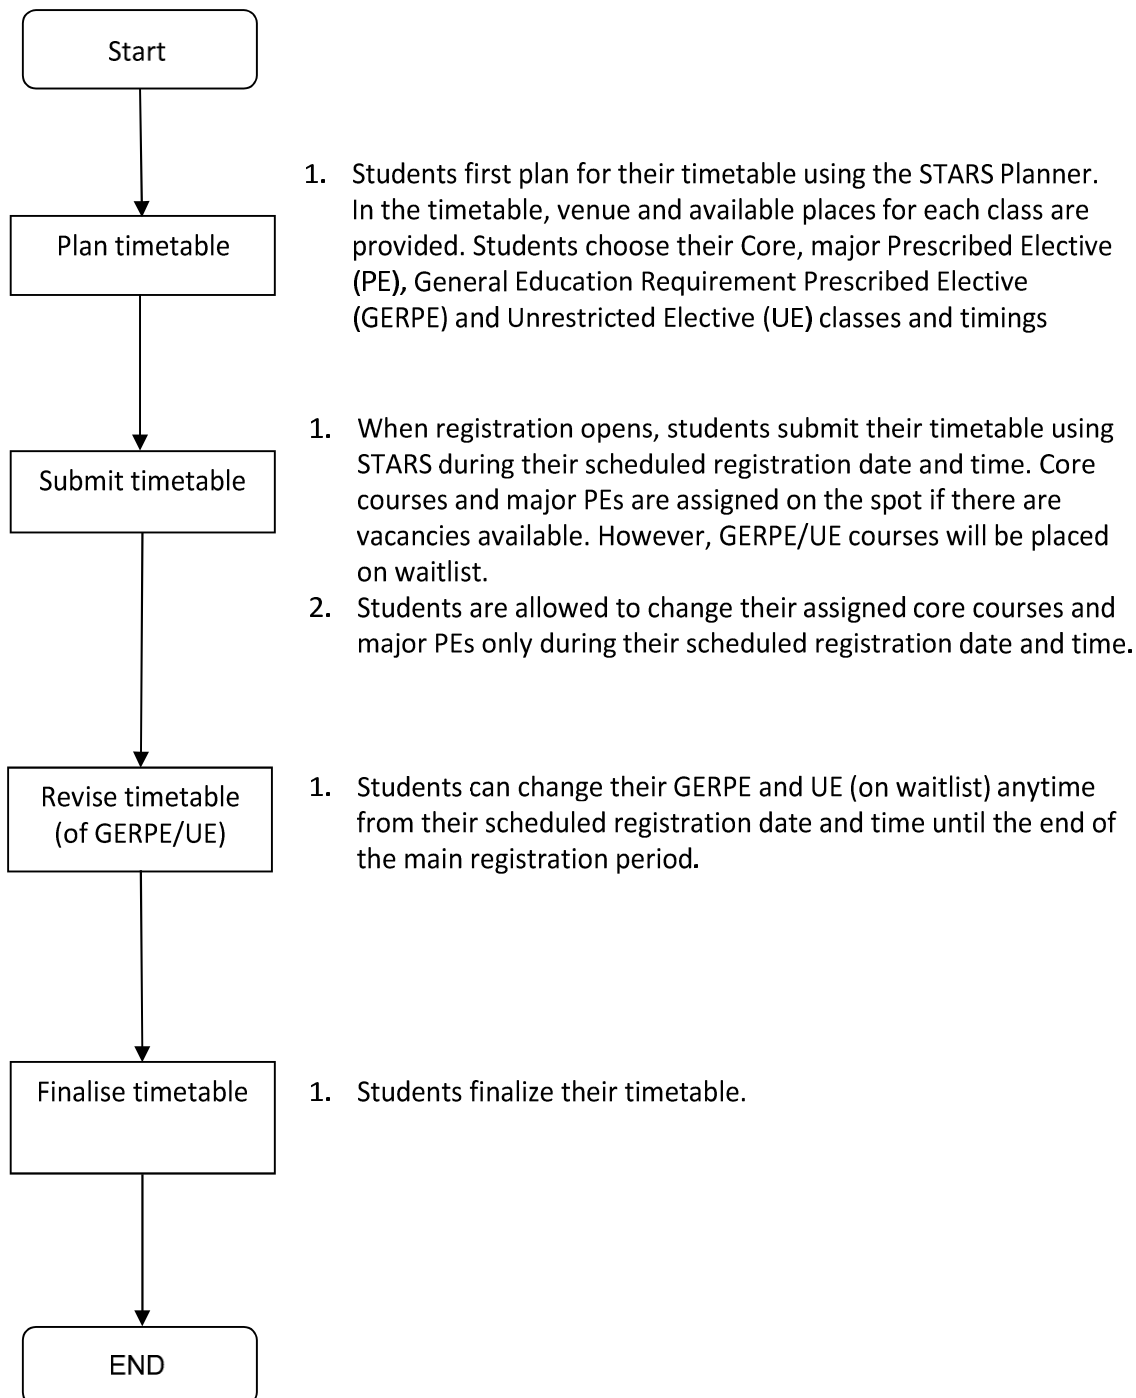 Start
Plan timetable
1. Students first plan for their timetable using the STARS Planner.
In the timetable, venue and available places for each class are
provided. Students choose their Core, major Prescribed Elective
(PE), General Education Requirement Prescribed Elective
(GERPE) and Unrestricted Elective (UE) classes and timings
Submit timetable
1. When registration opens, students submit their timetable using
STARS during their scheduled registration date and time. Core
courses and major PEs are assigned on the spot if there are
vacancies available. However, GERPE/UE courses will be placed
on waitlist.
2. Students are allowed to change their assigned core courses and
major PEs only during their scheduled registration date and time.
Revise timetable
(of GERPE/UE)
1. Students can change their GERPE and UE (on waitlist) anytime
from their scheduled registration date and time until the end of
the main registration period.
Finalise timetable
1. Students finalize their timetable.
END